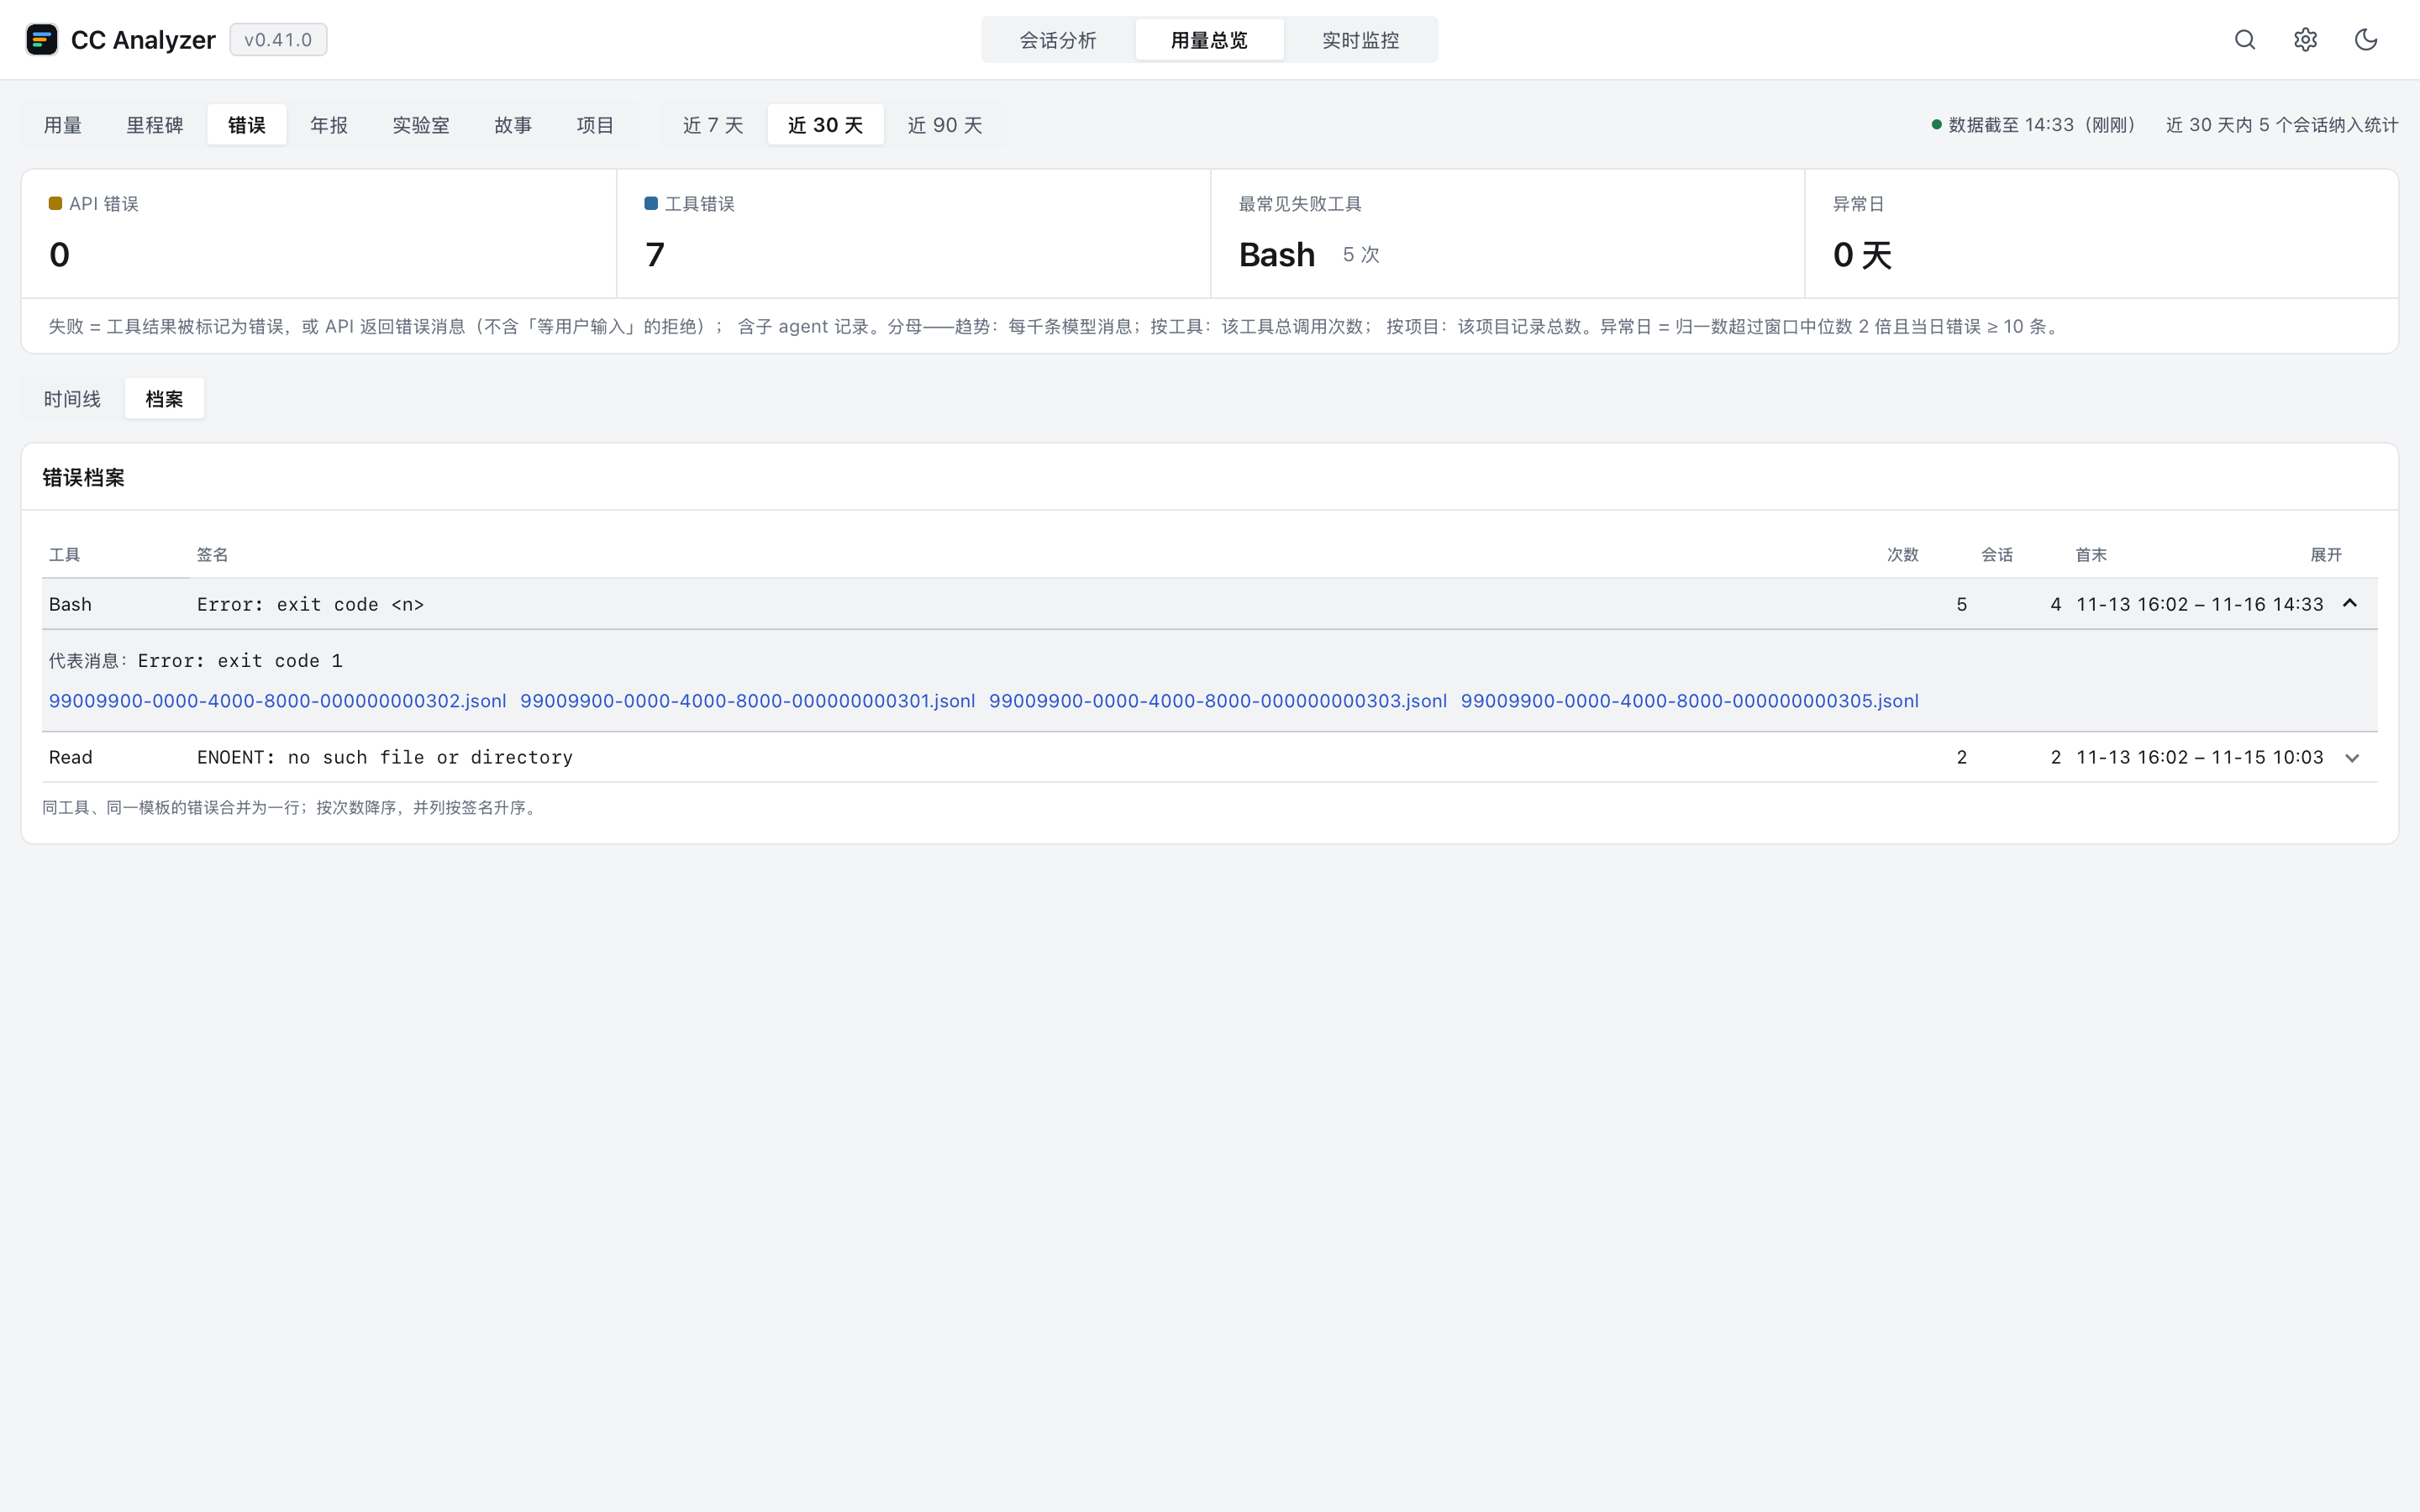 CC Analyzer v0.41.0 会话分析 用量总览 实时监控
用量 里程碑 错误 年报 实验室 故事 项目 近 7 天 近 30 天 近 90 天 数据截至 14:33（刚刚） 近 30 天内 5 个会话纳入统计
API 错误 工具错误 最常见失败工具 异常日
0 7 Bash 5 次 0 天
失败 = 工具结果被标记为错误，或 API 返回错误消息（不含「等用户输入」的拒绝）； 含子 agent 记录。分母——趋势：每千条模型消息；按工具：该工具总调用次数； 按项目：该项目记录总数。异常日 = 归一数超过窗口中位数 2 倍且当日错误 ≥ 10 条。
时间线 档案
错误档案
工具 签名 次数 会话 首末 展开
Bash Error: exit code <n> 5 4 11-13 16:02 – 11-16 14:33
代表消息：Error: exit code 1
99009900-0000-4000-8000-000000000302.jsonl 99009900-0000-4000-8000-000000000301.jsonl 99009900-0000-4000-8000-000000000303.jsonl 99009900-0000-4000-8000-000000000305.jsonl
Read ENOENT: no such file or directory 2 2 11-13 16:02 – 11-15 10:03
同工具、同一模板的错误合并为一行；按次数降序，并列按签名升序。